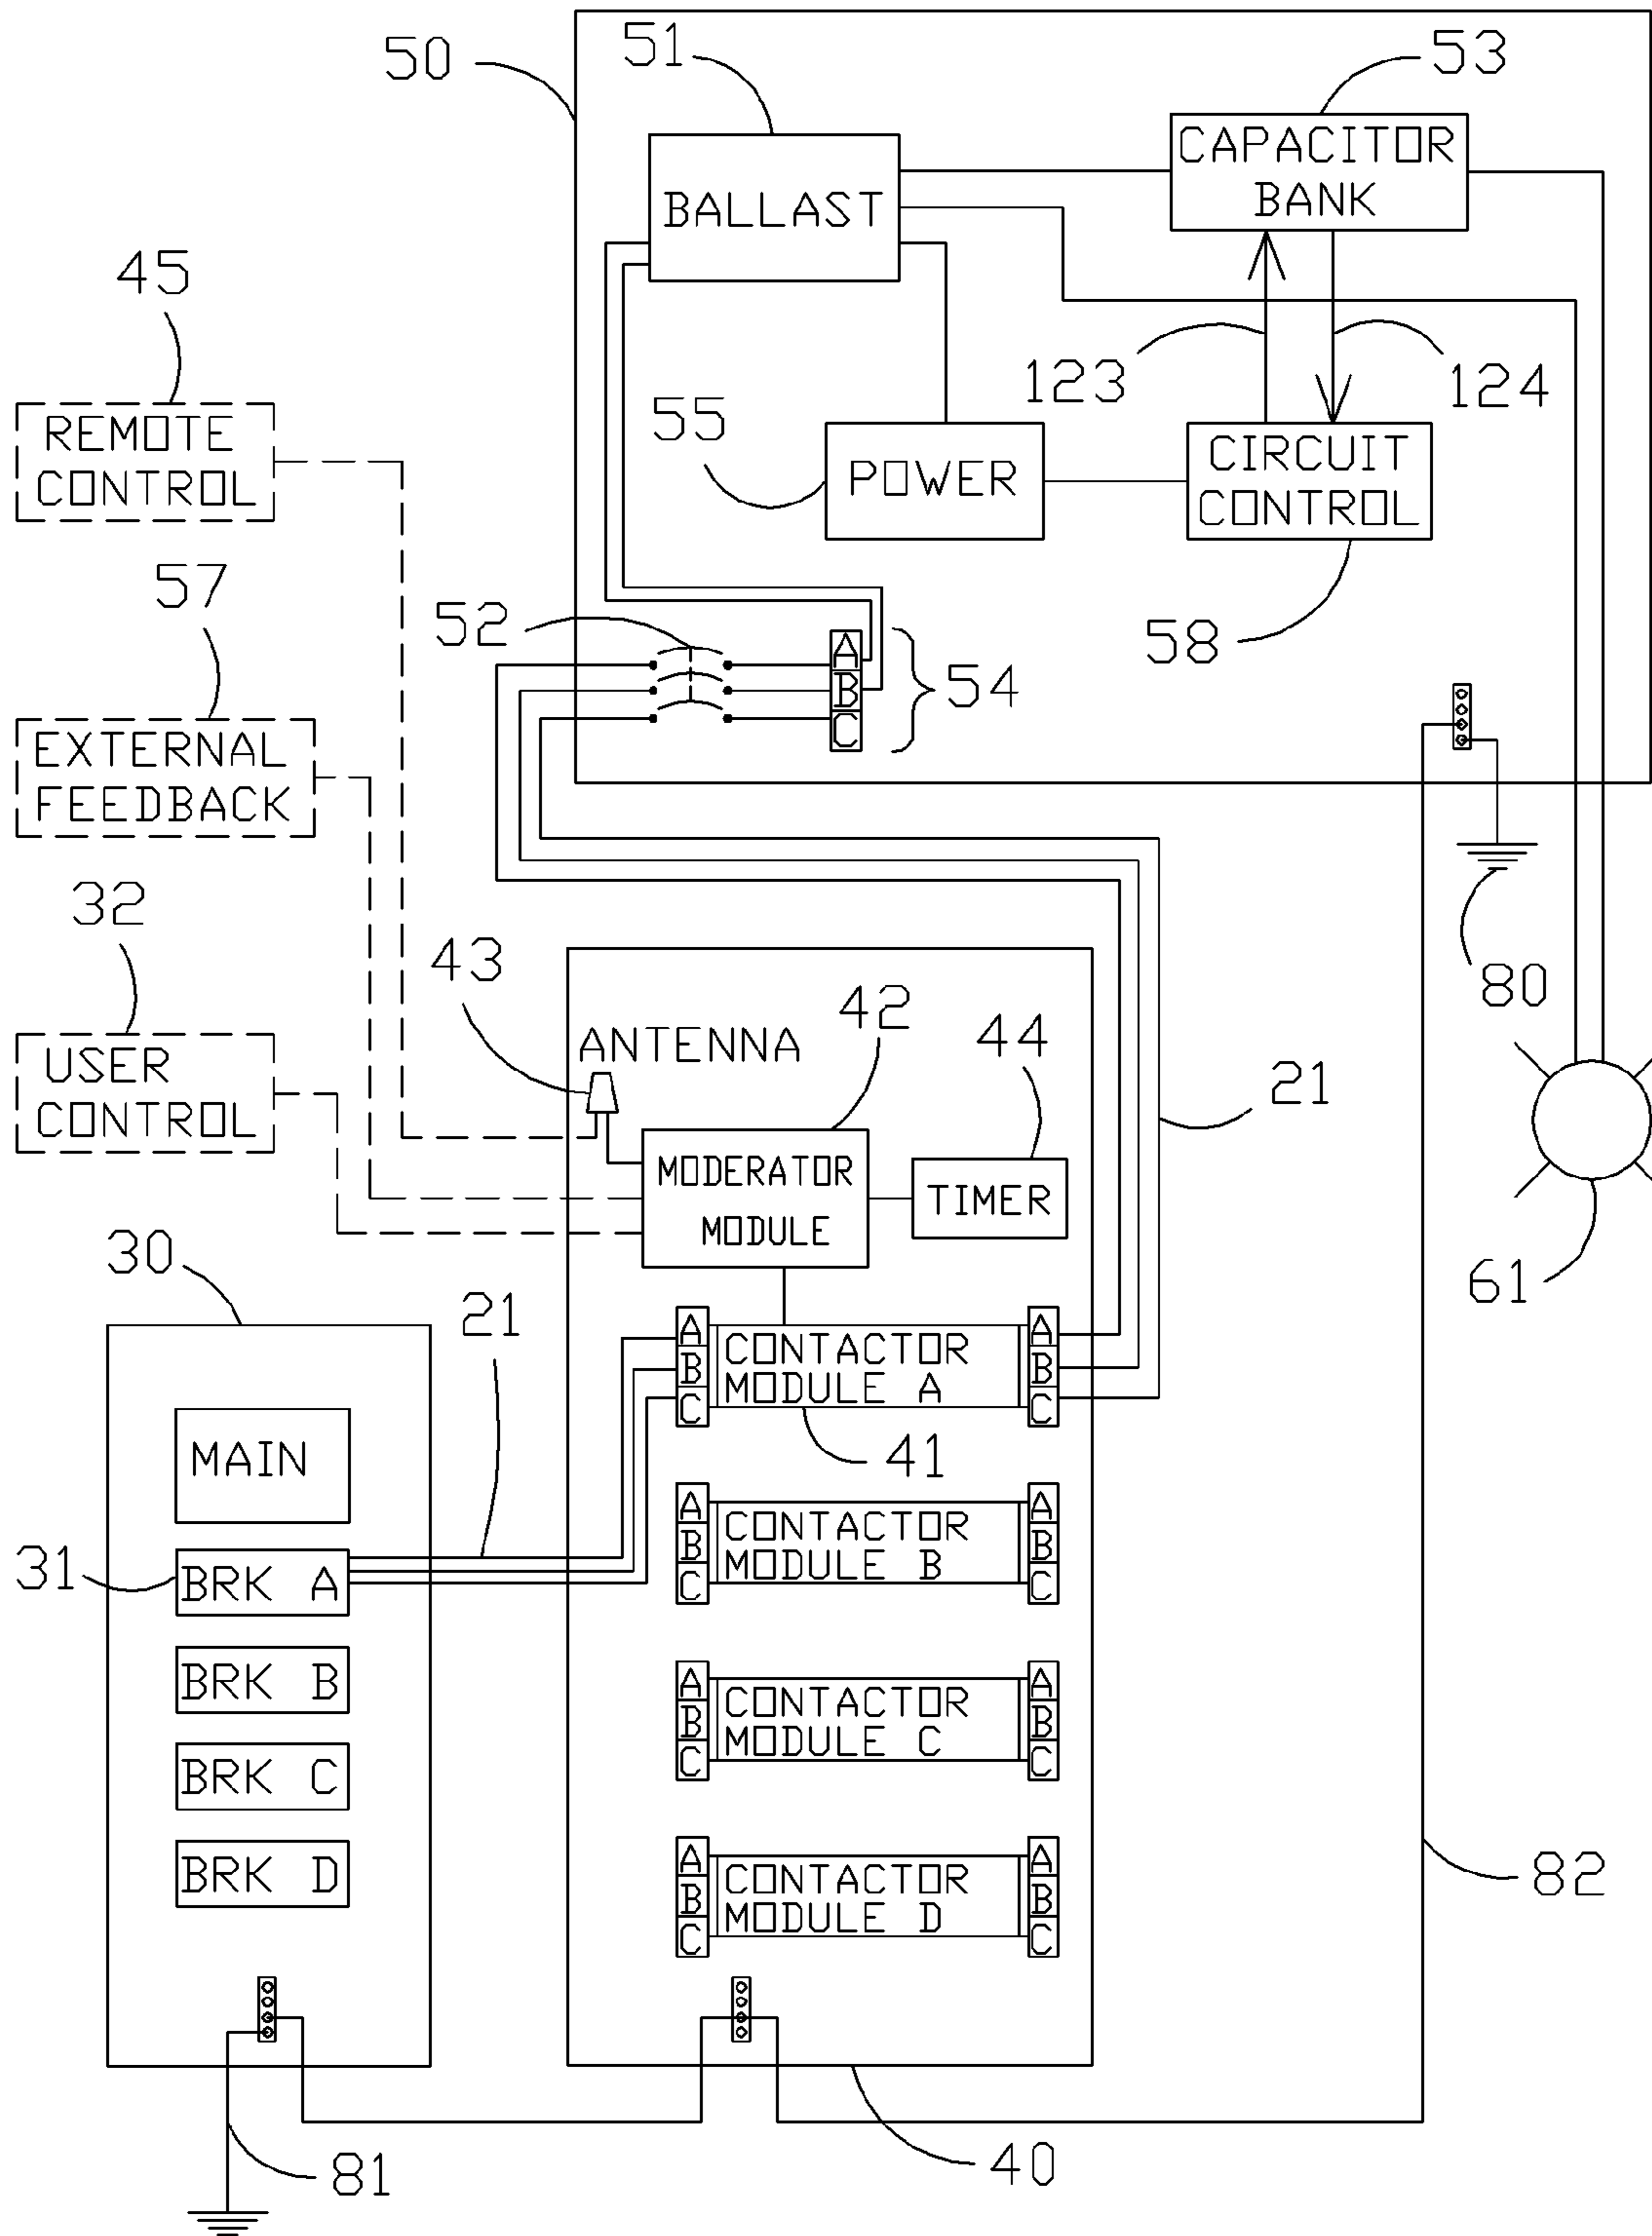 50
51
53
CAPACITOR
BANK
BALLAST
45
REMOTE
CONTROL
123
124
55
POWER
CIRCUIT
CONTROL
58
57
EXTERNAL
FEEDBACK
52
A
B
C
54
80
32
USER
CONTROL
43
ANTENNA
42
44
21
MODERATOR
MODULE
TIMER
61
30
21
MAIN
31
BRK A
BRK B
BRK C
BRK D
A
B
C
CONTACTOR
MODULE A
A
B
C
41
A
B
C
CONTACTOR
MODULE B
A
B
C
A
B
C
CONTACTOR
MODULE C
A
B
C
A
B
C
CONTACTOR
MODULE D
A
B
C
82
40
81